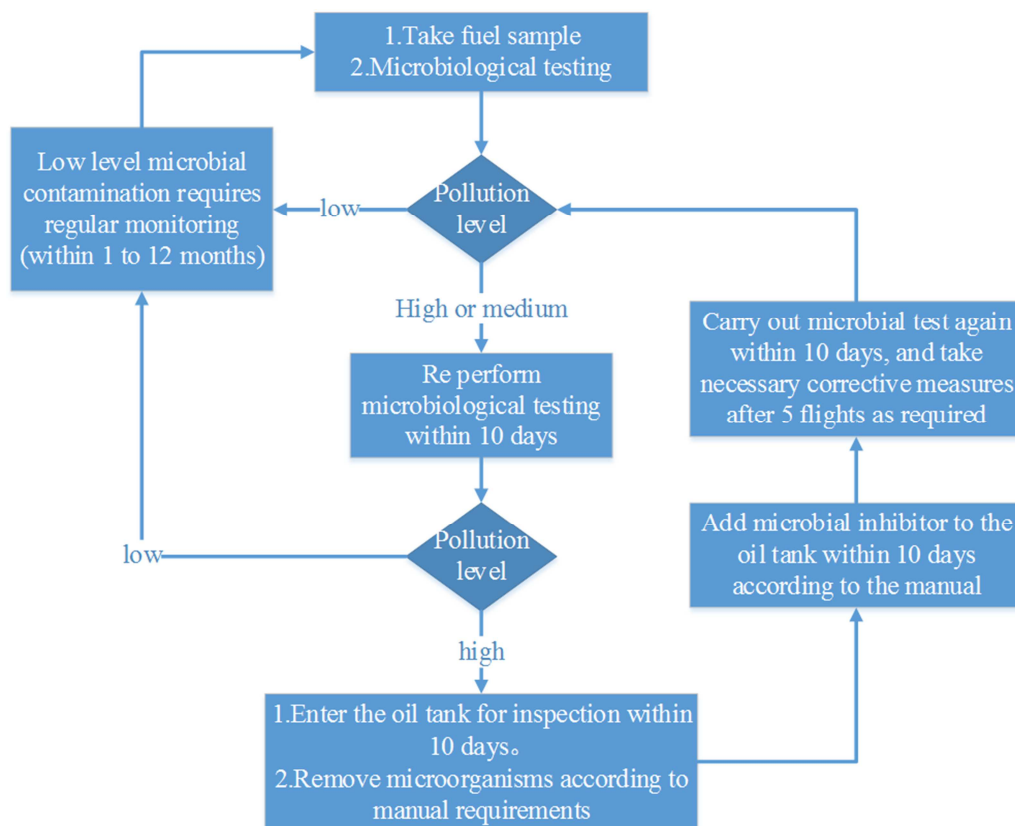 1.Take fuel sample
2.Microbiological testing
Low level microbial
contamination requires
regular monitoring
(within 1 to 12 months)
low
Pollution
level
High or medium
Re perform
microbiological testing
within 10 days
Carry out microbial test again
within 10 days, and take
necessary corrective measures
after 5 flights as required
low
Pollution
level
Add microbial inhibitor to the
oil tank within 10 days
according to the manual
high
1.Enter the oil tank for inspection within
10 days。
2.Remove microorganisms according to
manual requirements